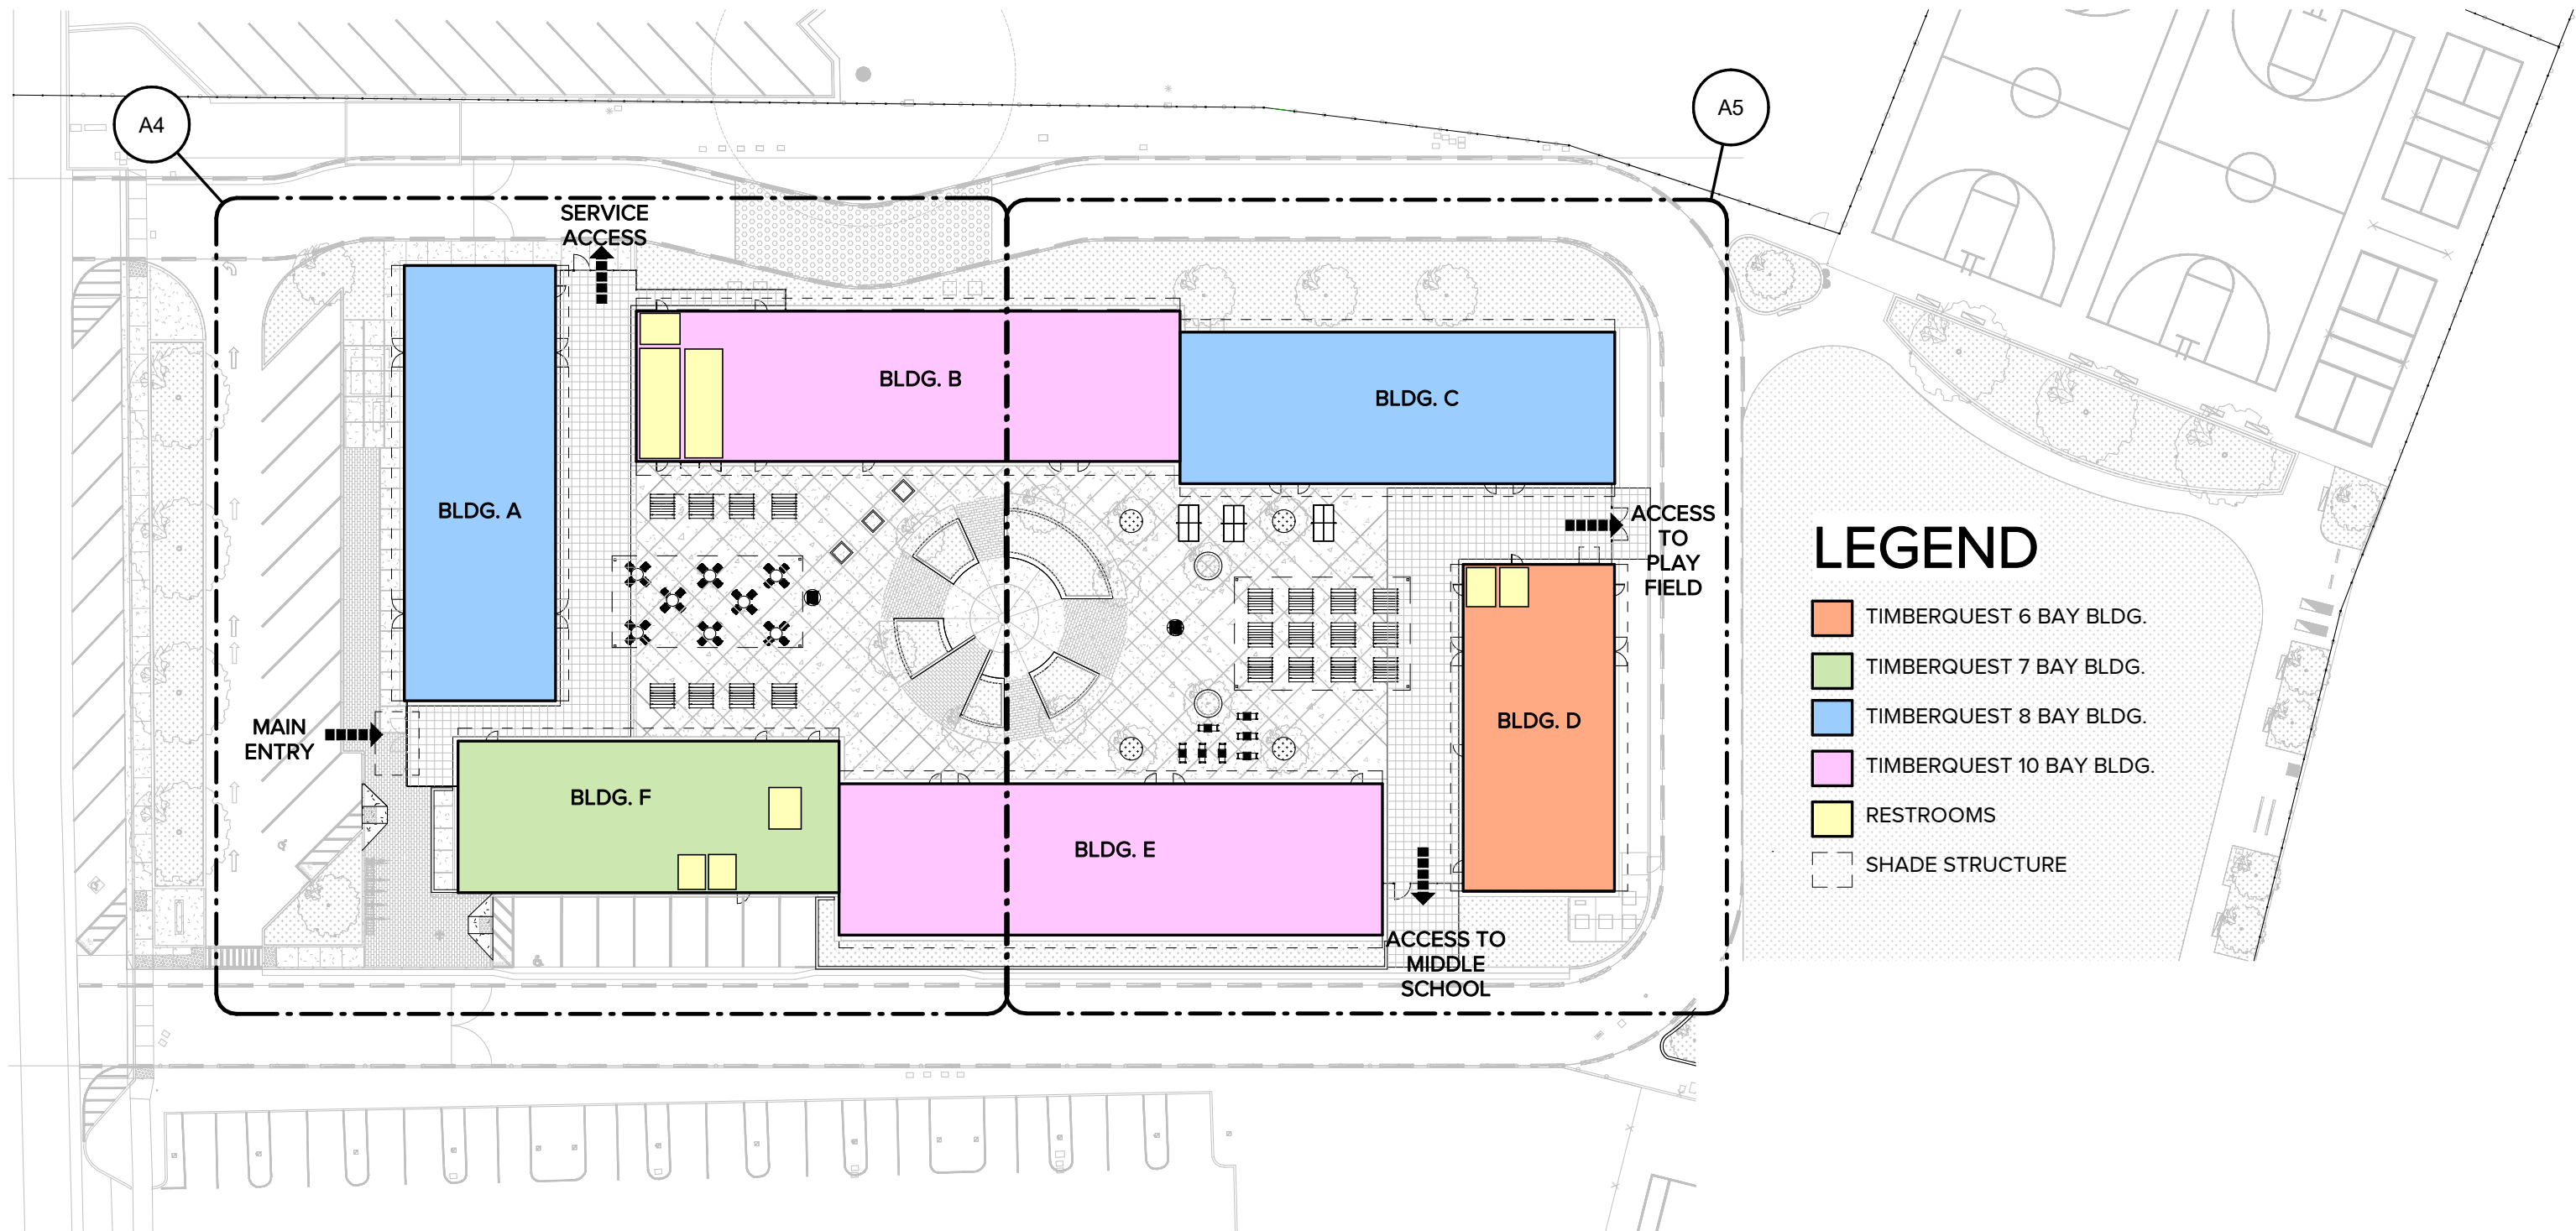 A4
A5
SERVICE
ACCESS
BLDG. B
BLDG. C
BLDG. A
ACCESS
TO
PLAY
FIELD
LEGEND
TIMBERQUEST 6 BAY BLDG.
TIMBERQUEST 7 BAY BLDG.
TIMBERQUEST 8 BAY BLDG.
TIMBERQUEST 10 BAY BLDG.
RESTROOMS
SHADE STRUCTURE
MAIN
ENTRY
BLDG. D
BLDG. F
BLDG. E
ACCESS TO
MIDDLE
SCHOOL